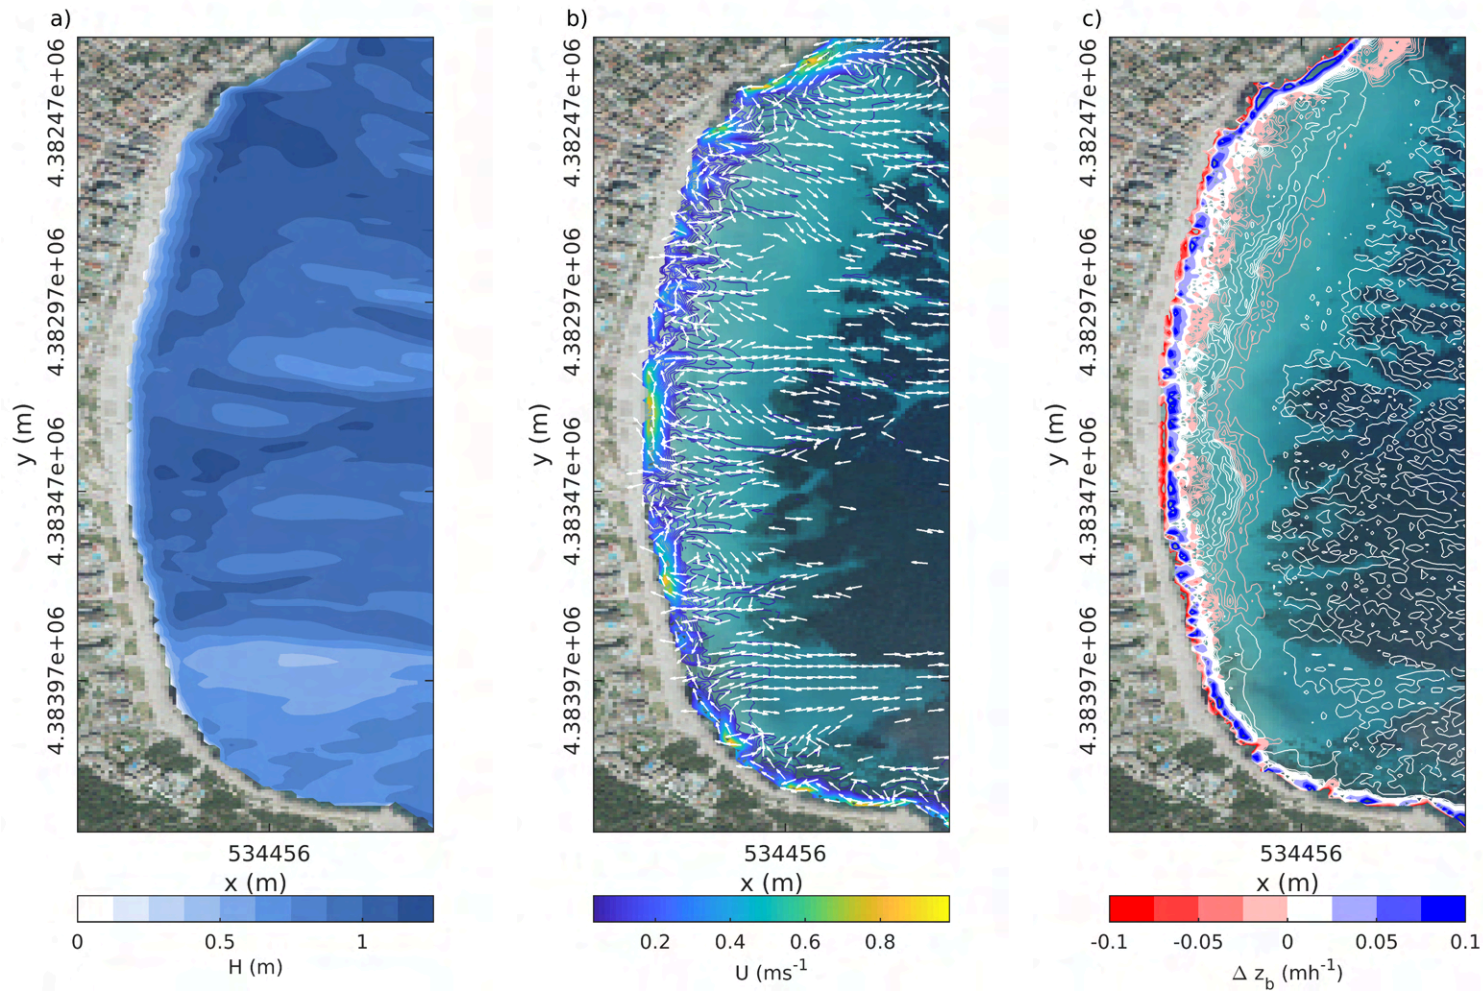 a)
4.38247e+06
4.38297e+06
4.38347e+06
4.38397e+06
y (m)
534456
x (m)
0 0.5 1
H (m)
b)
4.38247e+06
4.38297e+06
4.38347e+06
4.38397e+06
y (m)
534456
x (m)
0.2 0.4 0.6 0.8
U (ms⁻¹)
c)
4.38247e+06
4.38297e+06
4.38347e+06
4.38397e+06
y (m)
534456
x (m)
-0.1 -0.05 0 0.05 0.1
Δ z_b (mh⁻¹)